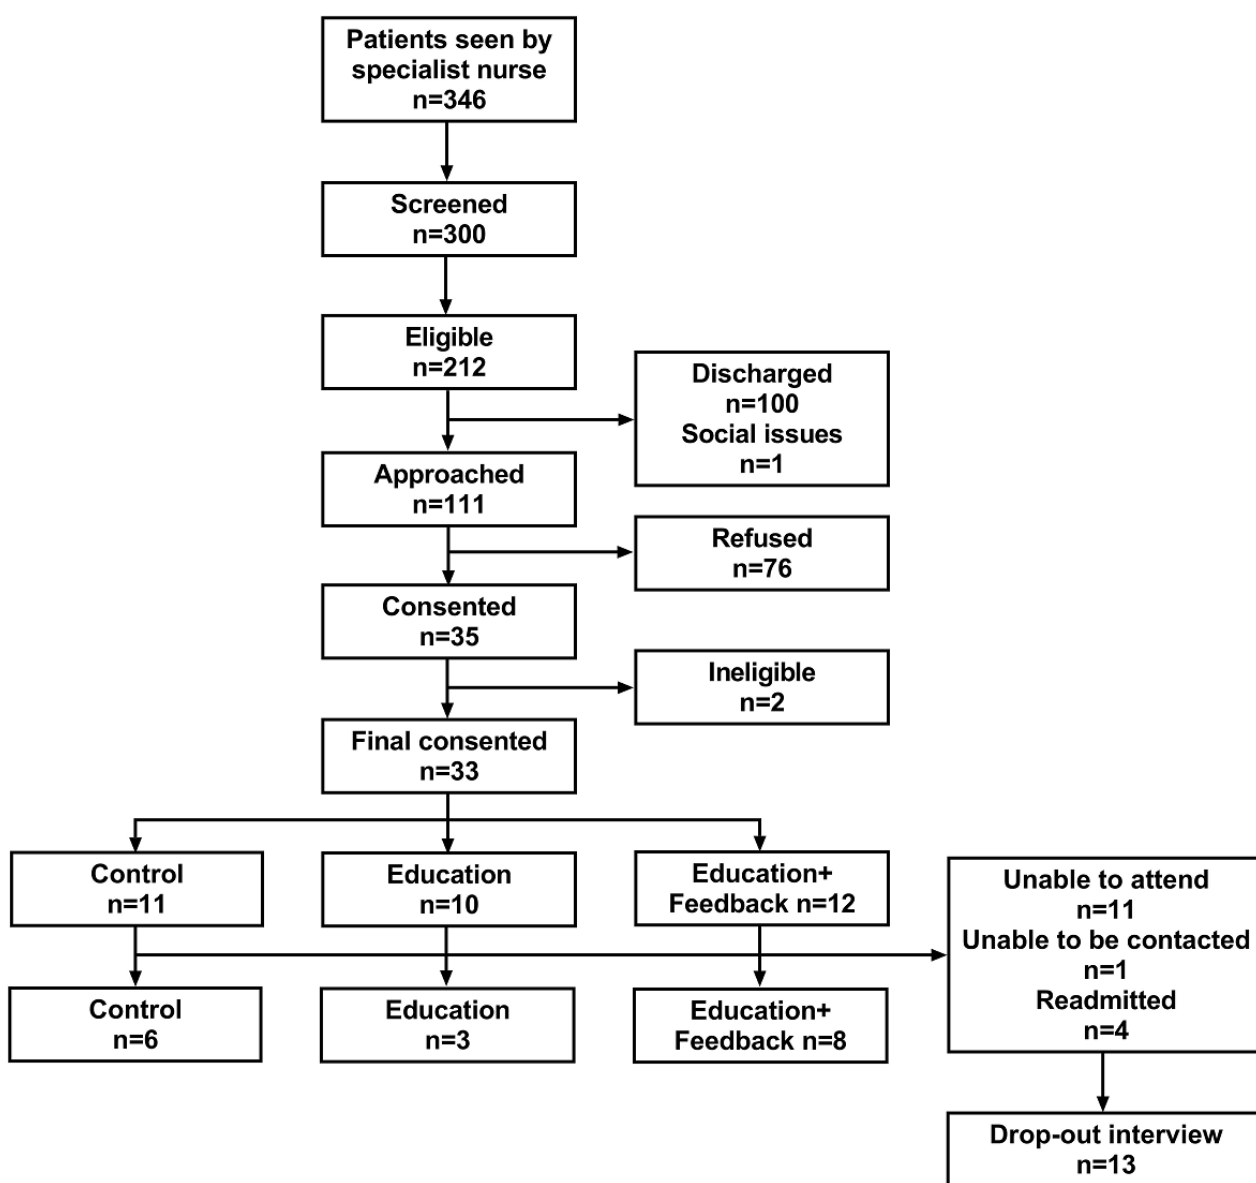 Patients seen by
specialist nurse
n=346
Screened
n=300
Eligible
n=212
Discharged
n=100
Social issues
n=1
Approached
n=111
Refused
n=76
Consented
n=35
Ineligible
n=2
Final consented
n=33
Control
n=11
Education
n=10
Education+
Feedback n=12
Unable to attend
n=11
Unable to be contacted
n=1
Readmitted
n=4
Control
n=6
Education
n=3
Education+
Feedback n=8
Drop-out interview
n=13